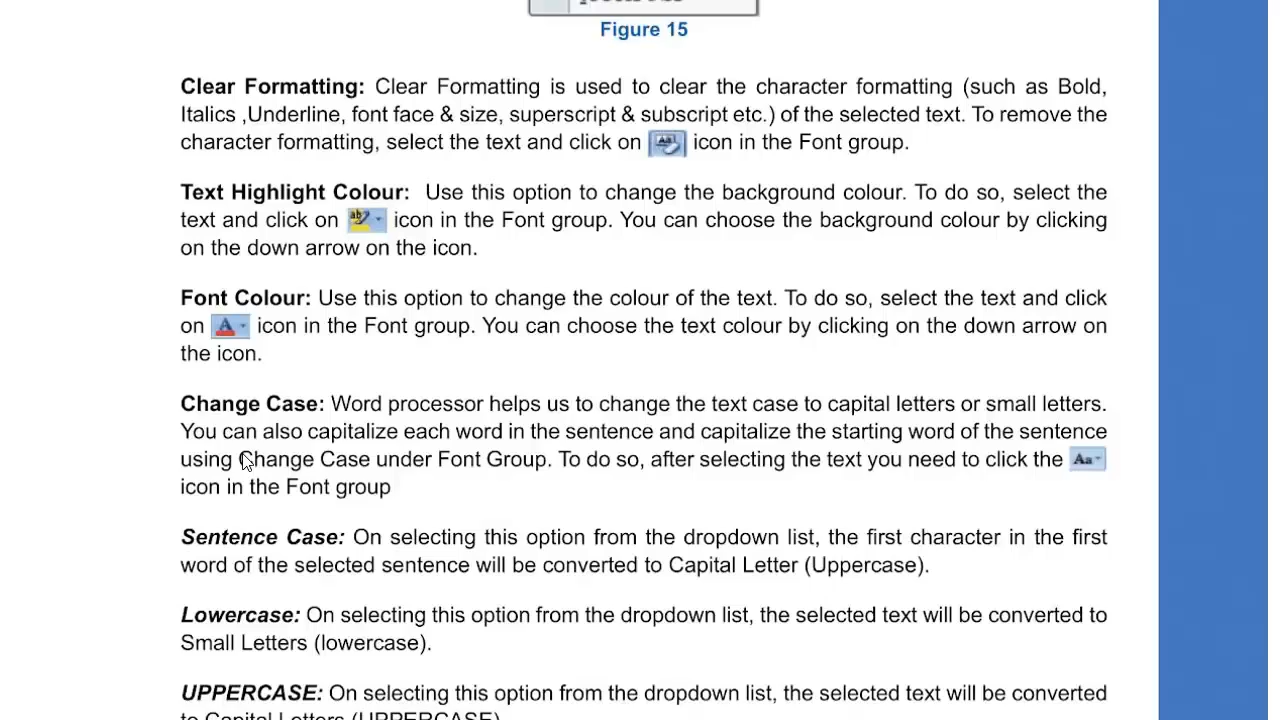 Figure 15
Clear Formatting: Clear Formatting is used to clear the character formatting (such as Bold,
Italics ,Underline, font face & size, superscript & subscript etc.) of the selected text. To remove the
character formatting, select the text and click on icon in the Font group.
Text Highlight Colour: Use this option to change the background colour. To do so, select the
text and click on icon in the Font group. You can choose the background colour by clicking
on the down arrow on the icon.
Font Colour: Use this option to change the colour of the text. To do so, select the text and click
on A icon in the Font group. You can choose the text colour by clicking on the down arrow on
the icon.
Change Case: Word processor helps us to change the text case to capital letters or small letters.
You can also capitalize each word in the sentence and capitalize the starting word of the sentence
using Change Case under Font Group. To do so, after selecting the text you need to click the Aa
icon in the Font group
Sentence Case: On selecting this option from the dropdown list, the first character in the first
word of the selected sentence will be converted to Capital Letter (Uppercase).
Lowercase: On selecting this option from the dropdown list, the selected text will be converted to
Small Letters (lowercase).
UPPERCASE: On selecting this option from the dropdown list, the selected text will be converted
to Capital Letters (UPPERCASE)